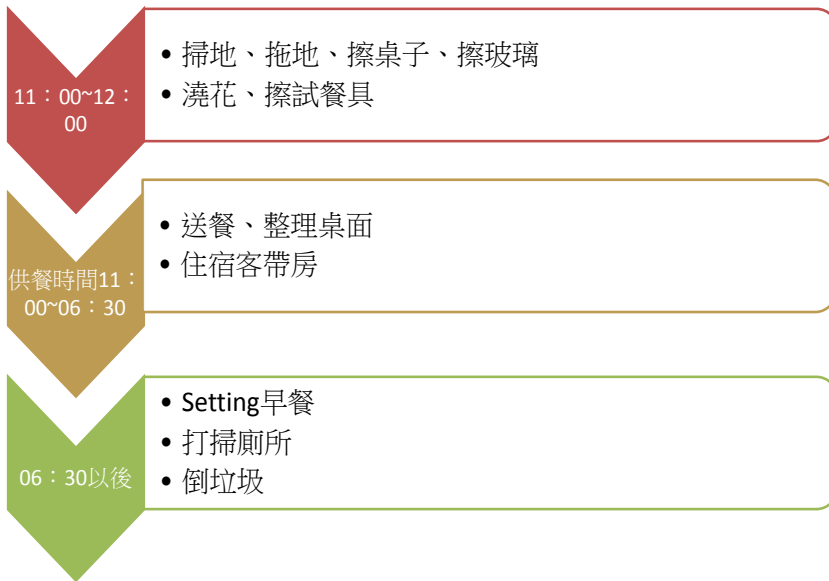 11：00~12：
00
• 掃地、拖地、擦桌子、擦玻璃
• 澆花、擦試餐具
供餐時間11：
00~06：30
• 送餐、整理桌面
• 住宿客帶房
06：30以後
• Setting早餐
• 打掃廁所
• 倒垃圾